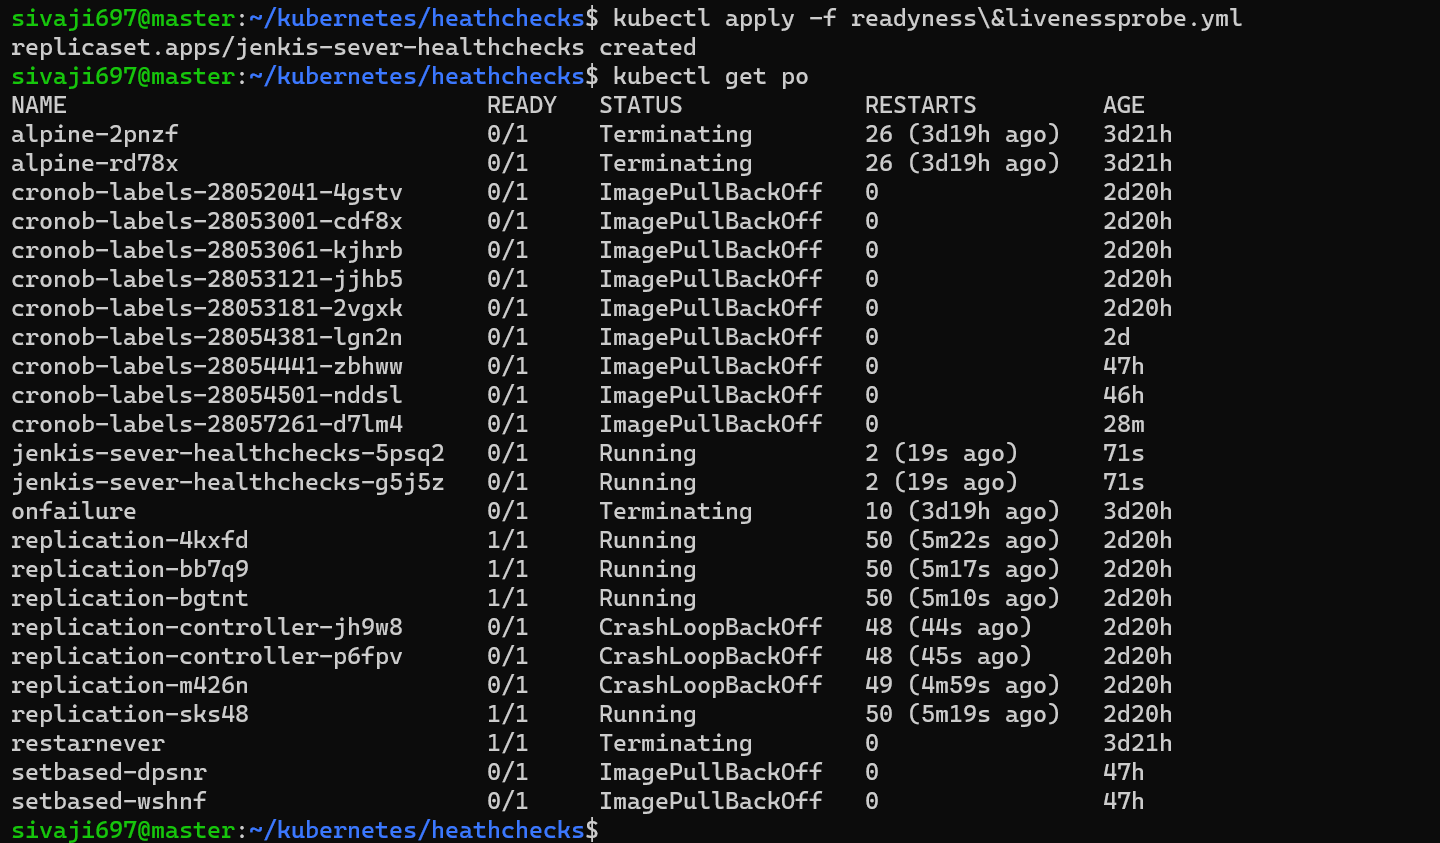 sivaji697@master:~/kubernetes/heathchecks$ kubectl apply -f readyness\&livenessprobe.yml
replicaset.apps/jenkis-sever-healthchecks created
sivaji697@master:~/kubernetes/heathchecks$ kubectl get po
NAME                              READY   STATUS             RESTARTS         AGE
alpine-2pnzf                      0/1     Terminating        26 (3d19h ago)   3d21h
alpine-rd78x                      0/1     Terminating        26 (3d19h ago)   3d21h
cronob-labels-28052041-4gstv      0/1     ImagePullBackOff   0                2d20h
cronob-labels-28053001-cdf8x      0/1     ImagePullBackOff   0                2d20h
cronob-labels-28053061-kjhrb      0/1     ImagePullBackOff   0                2d20h
cronob-labels-28053121-jjhb5      0/1     ImagePullBackOff   0                2d20h
cronob-labels-28053181-2vgxk      0/1     ImagePullBackOff   0                2d20h
cronob-labels-28054381-lgn2n      0/1     ImagePullBackOff   0                2d
cronob-labels-28054441-zbhww      0/1     ImagePullBackOff   0                47h
cronob-labels-28054501-nddsl      0/1     ImagePullBackOff   0                46h
cronob-labels-28057261-d7lm4      0/1     ImagePullBackOff   0                28m
jenkis-sever-healthchecks-5psq2   0/1     Running            2 (19s ago)      71s
jenkis-sever-healthchecks-g5j5z   0/1     Running            2 (19s ago)      71s
onfailure                         0/1     Terminating        10 (3d19h ago)   3d20h
replication-4kxfd                 1/1     Running            50 (5m22s ago)   2d20h
replication-bb7q9                 1/1     Running            50 (5m17s ago)   2d20h
replication-bgtnt                 1/1     Running            50 (5m10s ago)   2d20h
replication-controller-jh9w8      0/1     CrashLoopBackOff   48 (44s ago)     2d20h
replication-controller-p6fpv      0/1     CrashLoopBackOff   48 (45s ago)     2d20h
replication-m426n                 0/1     CrashLoopBackOff   49 (4m59s ago)   2d20h
replication-sks48                 1/1     Running            50 (5m19s ago)   2d20h
restarnever                       1/1     Terminating        0                3d21h
setbased-dpsnr                    0/1     ImagePullBackOff   0                47h
setbased-wshnf                    0/1     ImagePullBackOff   0                47h
sivaji697@master:~/kubernetes/heathchecks$